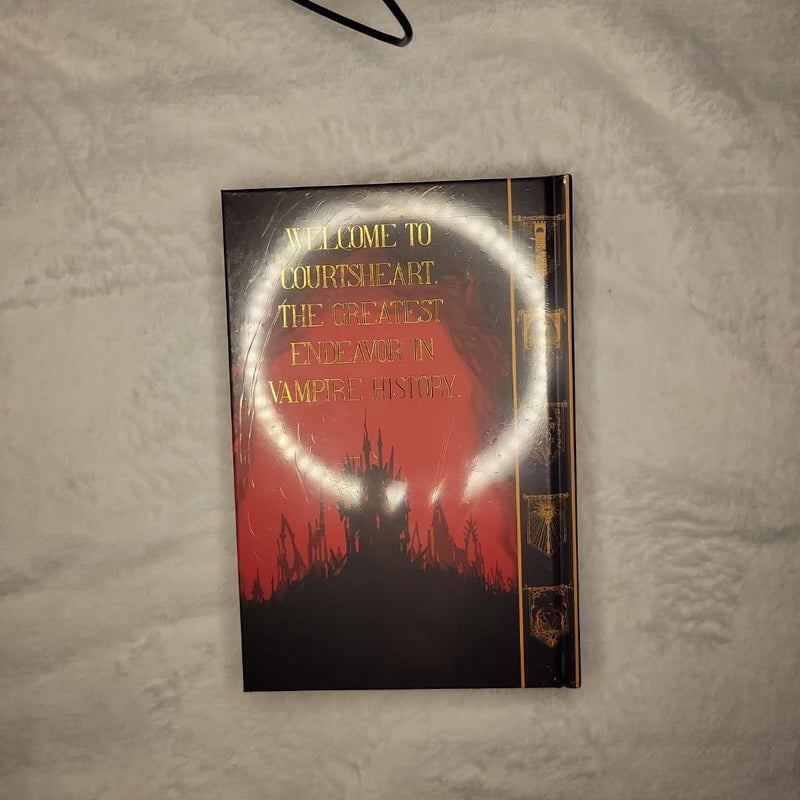 WELCOME TO
COURTSHEART.
THE GREATEST
ENDEAVOR IN
VAMPIRE HISTORY.